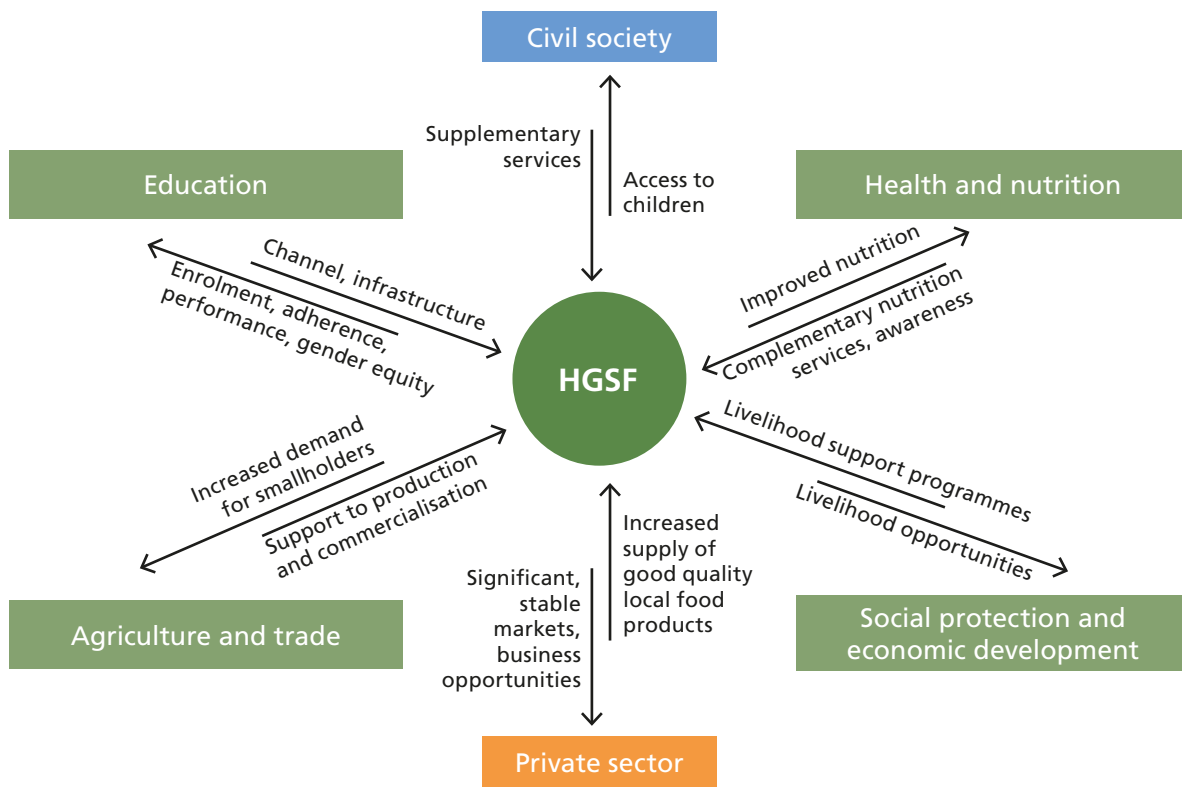 Civil society
Supplementary
services
Access to
children
Education
Health and nutrition
Channel, infrastructure
Enrolment, adherence,
performance, gender equity
Improved nutrition
Complementary nutrition
services, awareness
HGSF
Increased demand
for smallholders
Support to production
and commercialisation
Livelihood support programmes
Livelihood opportunities
Significant,
stable
markets,
business
opportunities
Increased
supply of
good quality
local food
products
Agriculture and trade
Social protection and
economic development
Private sector